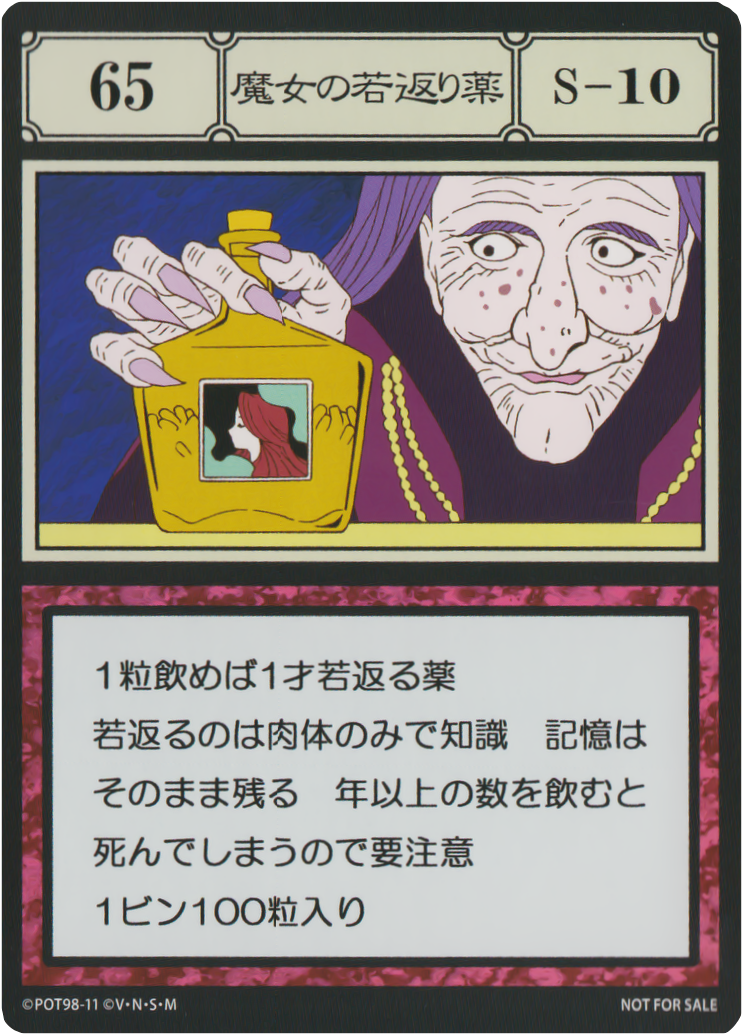 65
魔女の若返り薬
S-10
1粒飲めば1才若返る薬
若返るのは肉体のみで知識　記憶は
そのまま残る　年以上の数を飲むと
死んでしまうので要注意
1ビン100粒入り
©POT98-11 ©V・N・S・M
NOT FOR SALE